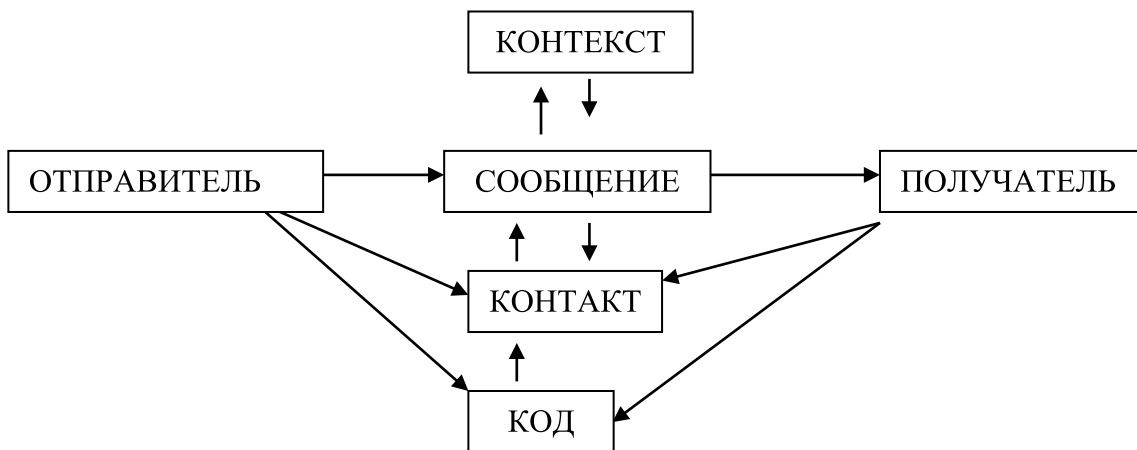 КОНТЕКСТ
ОТПРАВИТЕЛЬ
СООБЩЕНИЕ
ПОЛУЧАТЕЛЬ
КОНТАКТ
КОД